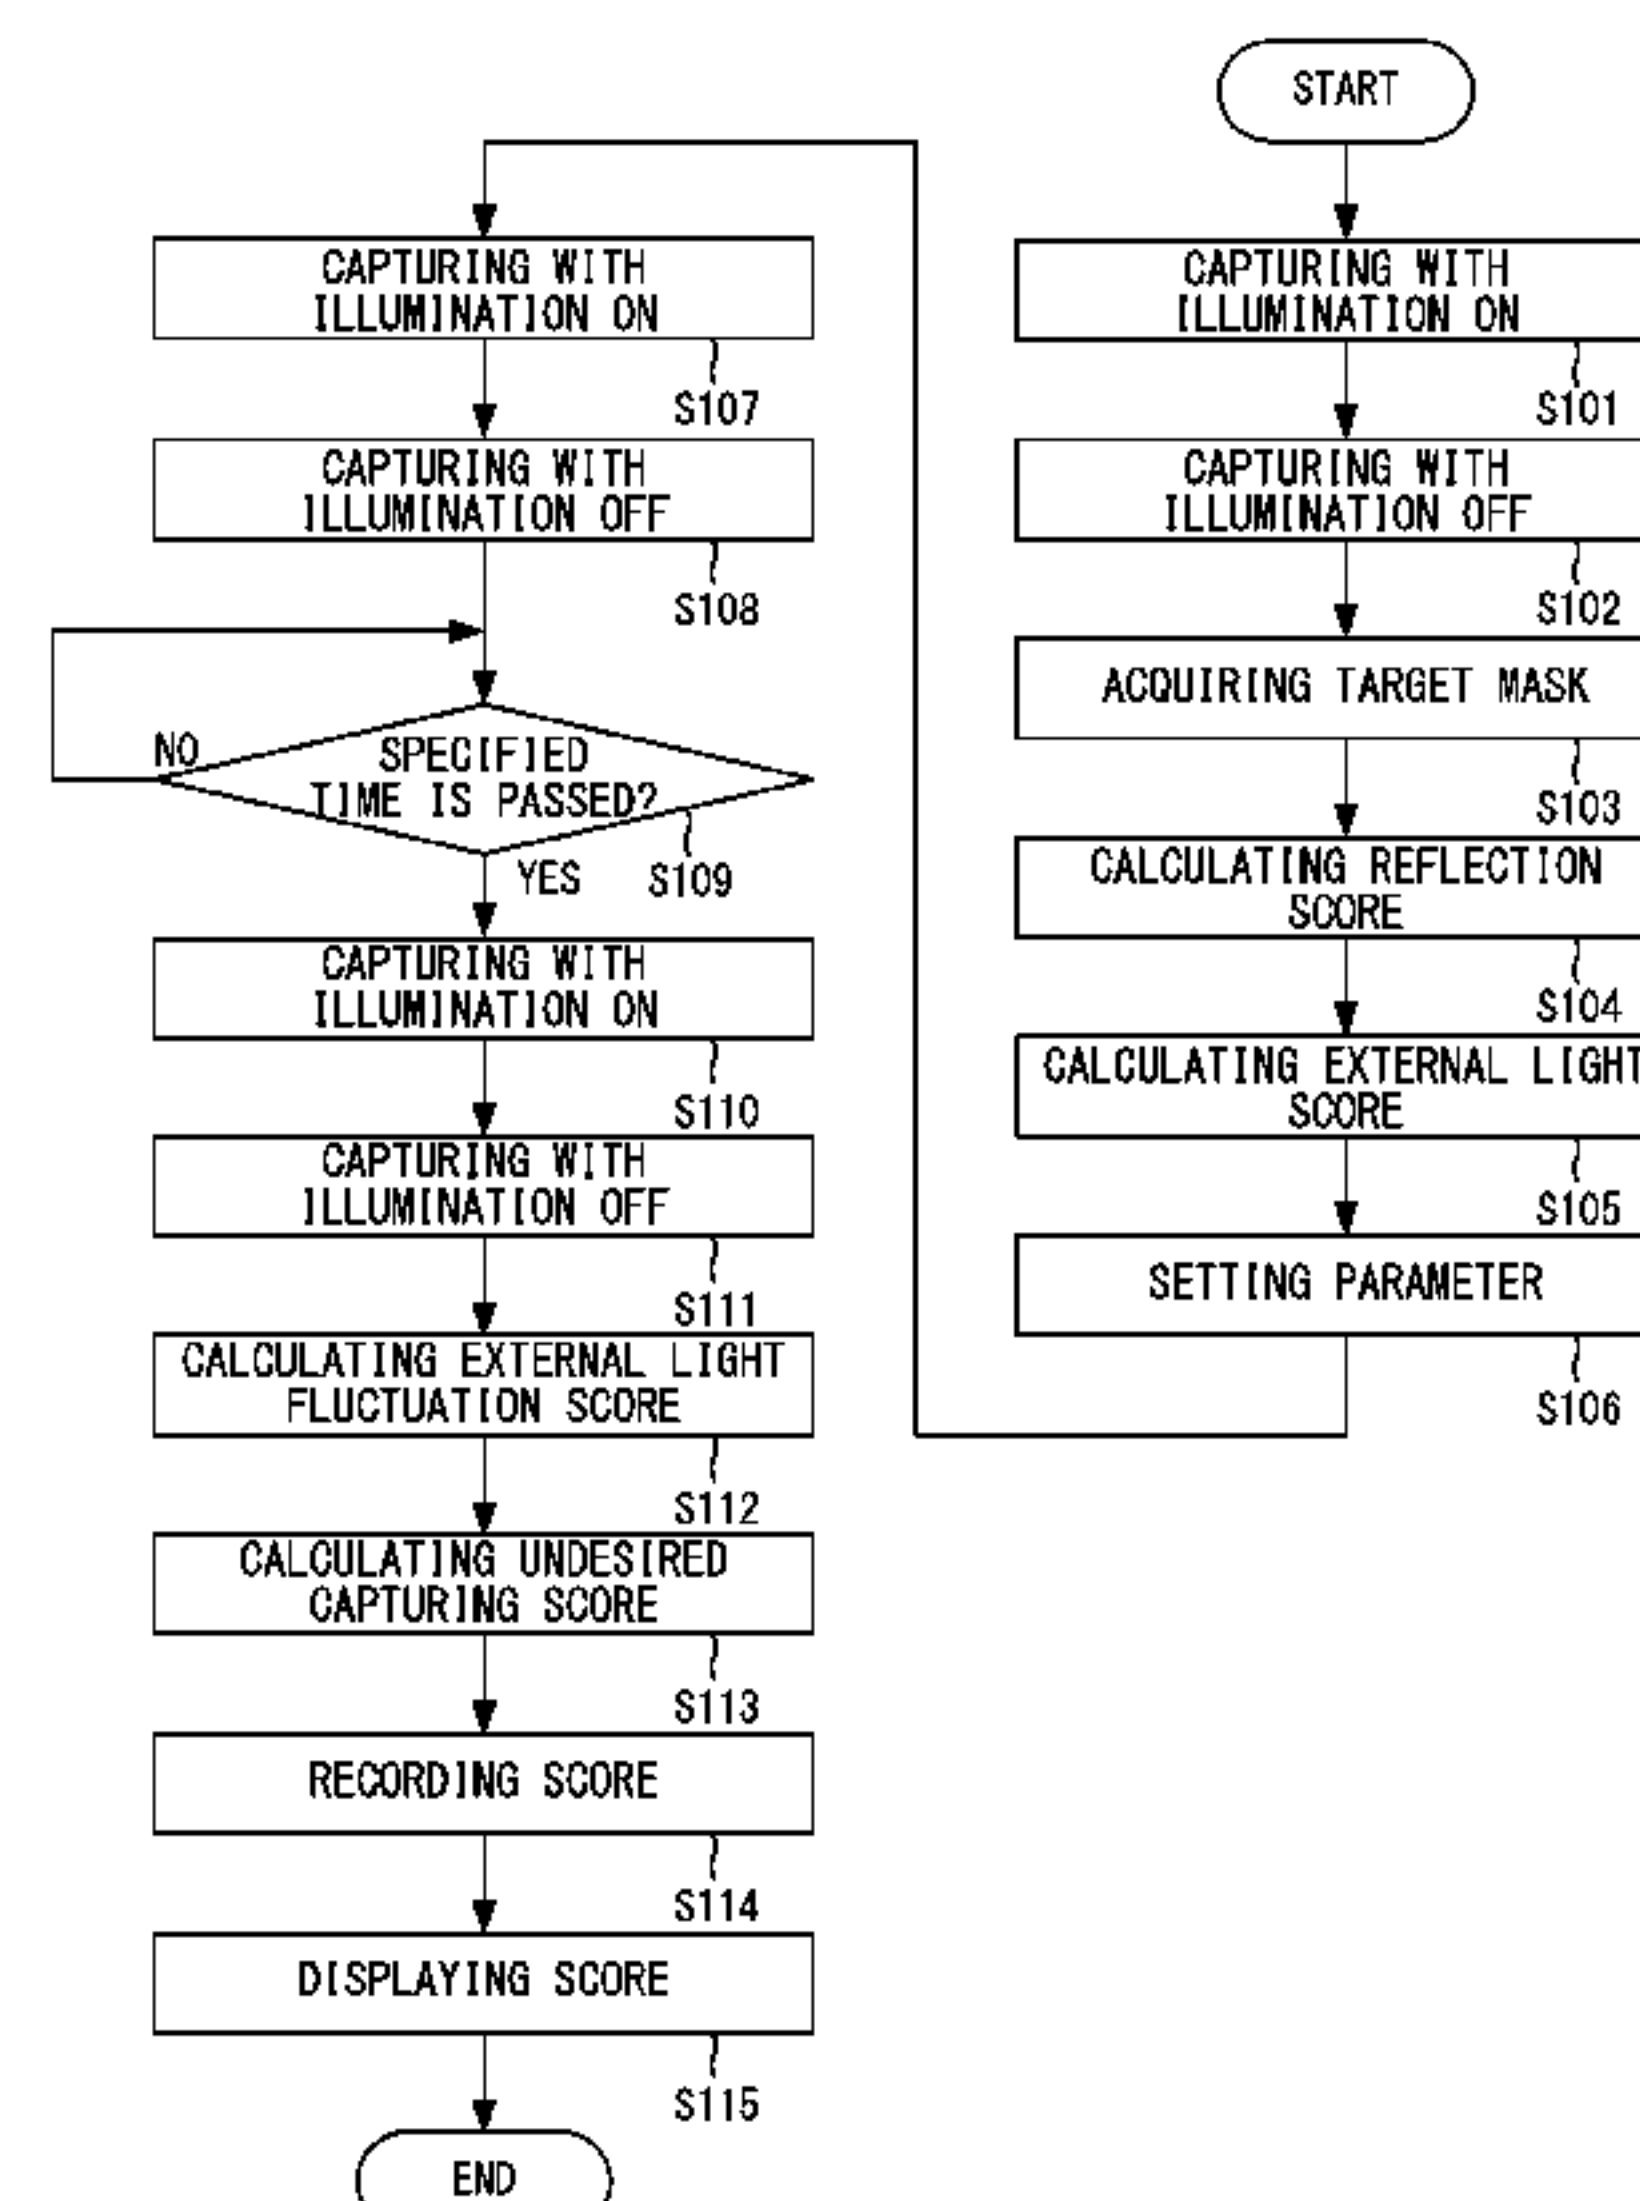 START
CAPTURING WITH
ILLUMINATION ON
S101
CAPTURING WITH
ILLUMINATION OFF
S102
ACQUIRING TARGET MASK
S103
CALCULATING REFLECTION
SCORE
S104
CALCULATING EXTERNAL LIGHT
SCORE
S105
SETTING PARAMETER
S106
CAPTURING WITH
ILLUMINATION ON
S107
CAPTURING WITH
ILLUMINATION OFF
S108
NO
SPECIFIED
TIME IS PASSED?
YES
S109
CAPTURING WITH
ILLUMINATION ON
S110
CAPTURING WITH
ILLUMINATION OFF
S111
CALCULATING EXTERNAL LIGHT
FLUCTUATION SCORE
S112
CALCULATING UNDESIRED
CAPTURING SCORE
S113
RECORDING SCORE
S114
DISPLAYING SCORE
S115
END